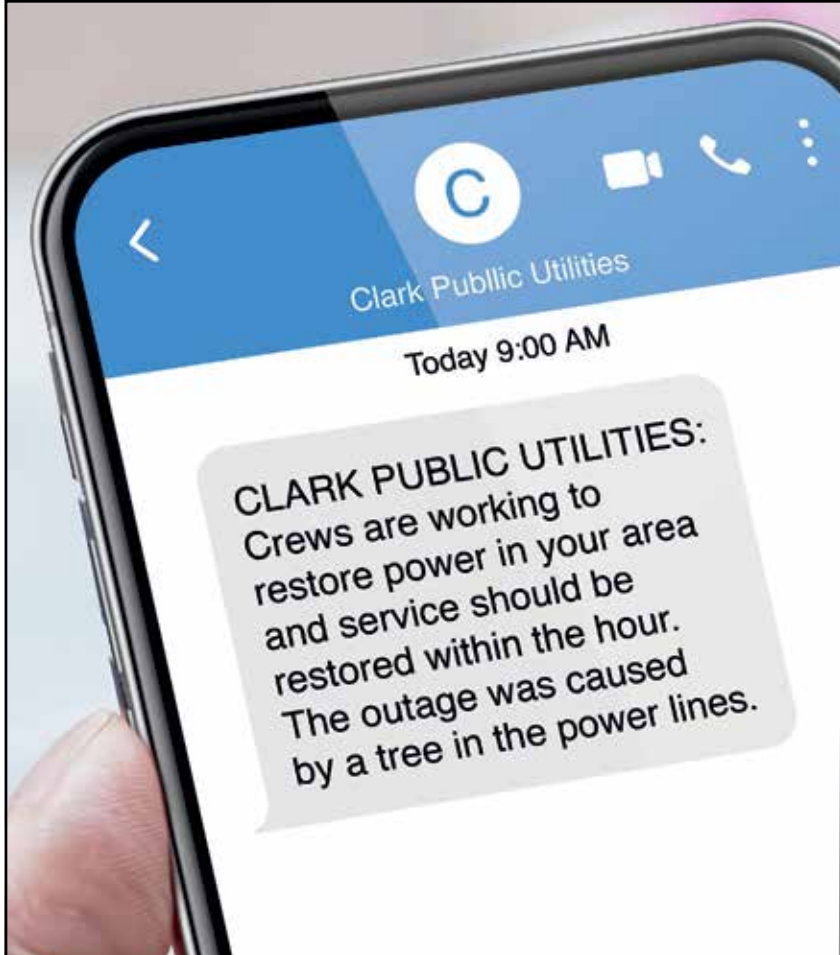 C
Clark Publlic Utilities
Today 9:00 AM
CLARK PUBLIC UTILITIES:
Crews are working to
restore power in your area
and service should be
restored within the hour.
The outage was caused
by a tree in the power lines.